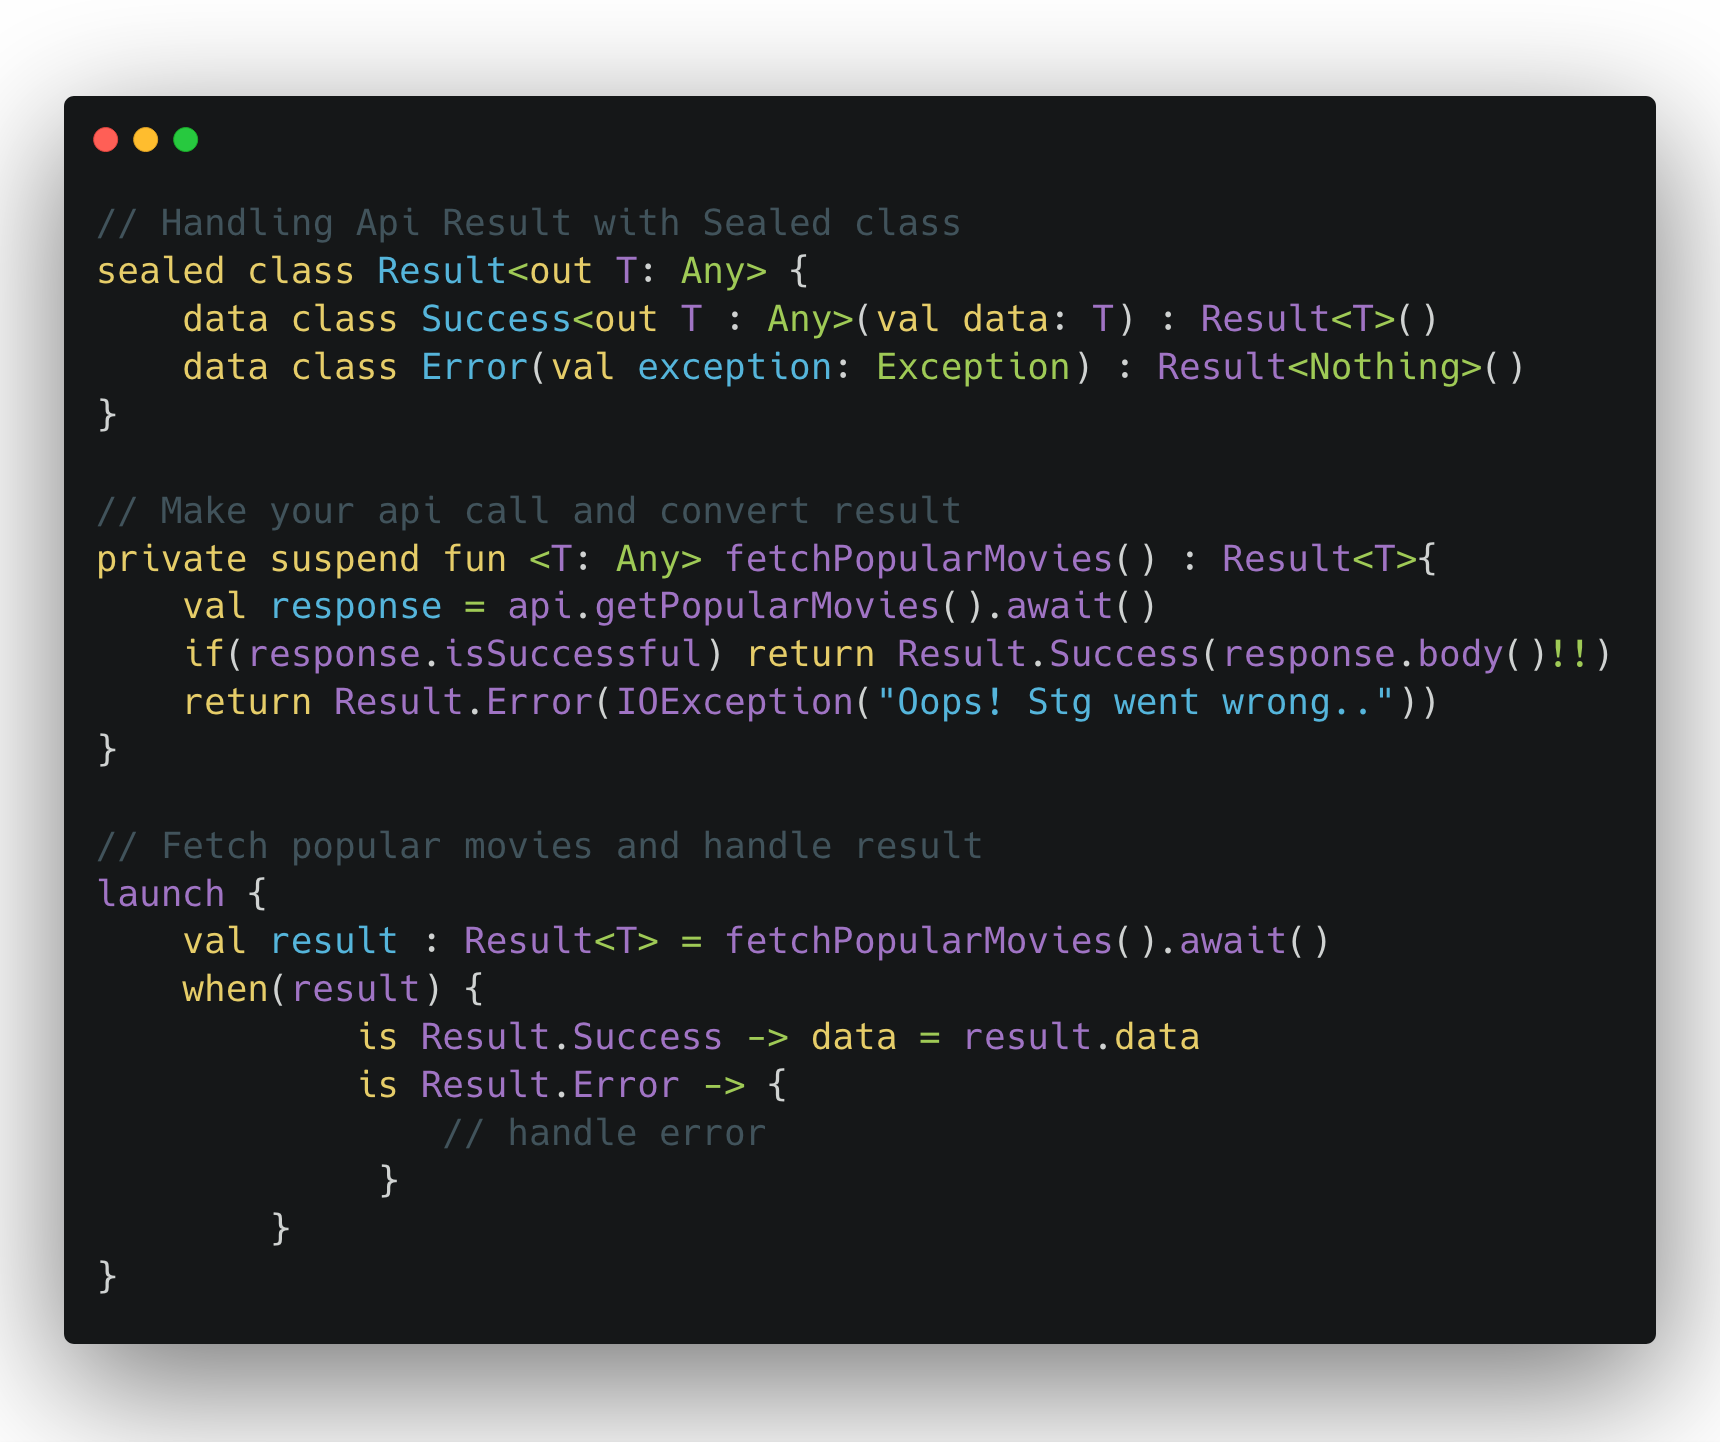 // Handling Api Result with Sealed class
sealed class Result<out T: Any> {
    data class Success<out T : Any>(val data: T) : Result<T>()
    data class Error(val exception: Exception) : Result<Nothing>()
}

// Make your api call and convert result
private suspend fun <T: Any> fetchPopularMovies() : Result<T>{
    val response = api.getPopularMovies().await()
    if(response.isSuccessful) return Result.Success(response.body()!!)
    return Result.Error(IOException("Oops! Stg went wrong.."))
}

// Fetch popular movies and handle result
launch {
    val result : Result<T> = fetchPopularMovies().await()
    when(result) {
            is Result.Success -> data = result.data
            is Result.Error -> {
                // handle error
             }
        }
}